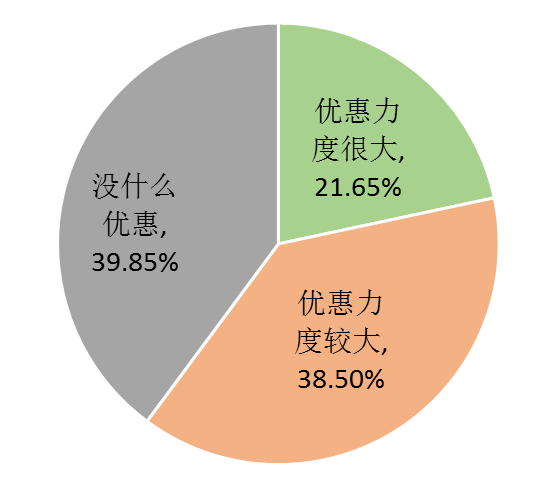 优惠力
度很大,
21.65%
没什么
优惠,
39.85%
优惠力
度较大,
38.50%